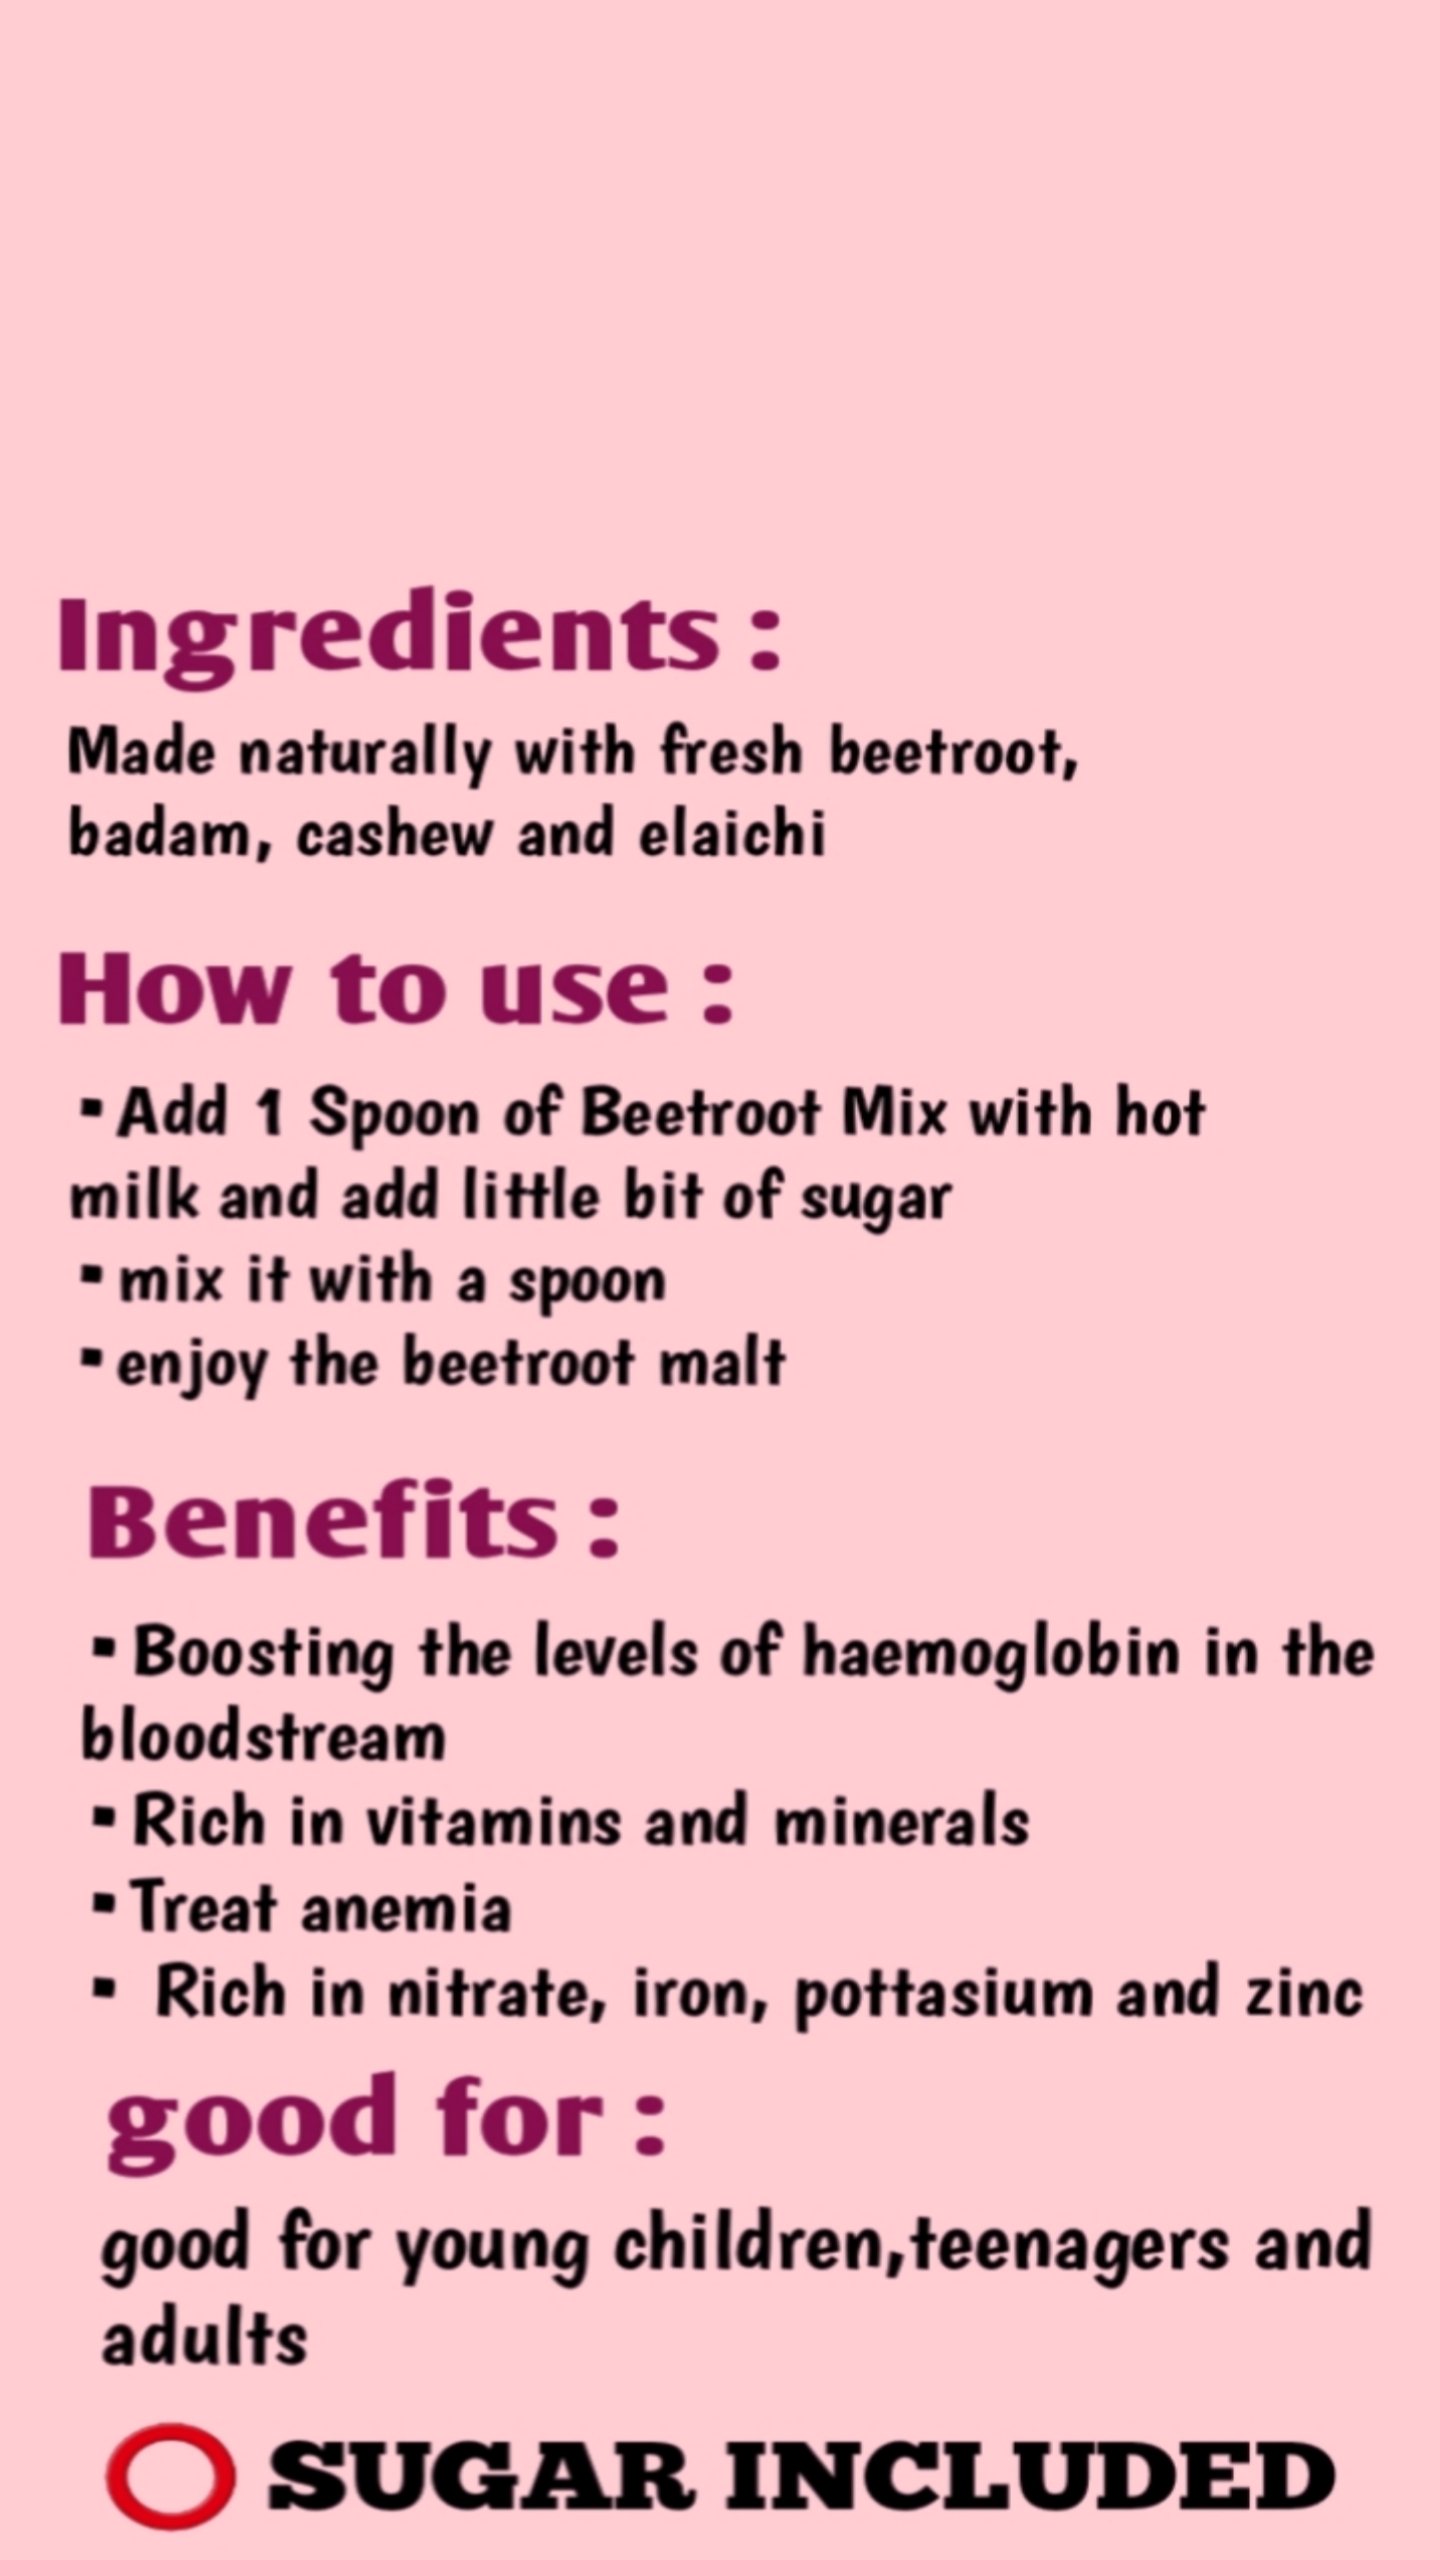 Ingredients :
Made naturally with fresh beetroot,
badam, cashew and elaichi
How to use :
▪Add 1 Spoon of Beetroot Mix with hot
milk and add little bit of sugar
▪mix it with a spoon
▪enjoy the beetroot malt
Benefits :
▪Boosting the levels of haemoglobin in the
bloodstream
▪Rich in vitamins and minerals
▪Treat anemia
▪ Rich in nitrate, iron, pottasium and zinc
good for :
good for young children,teenagers and
adults
SUGAR INCLUDED